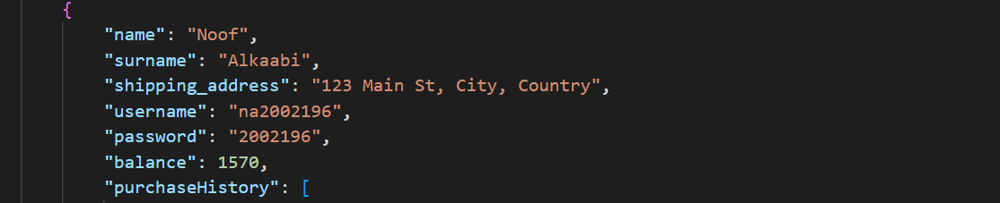 {
"name": "Noof",
"surname": "Alkaabi",
"shipping_address": "123 Main St, City, Country",
"username": "na2002196",
"password": "2002196",
"balance": 1570,
"purchaseHistory": [